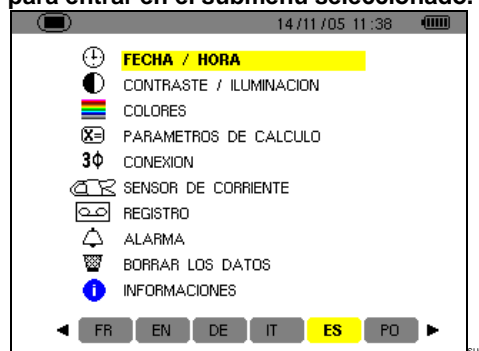 para entrar en el submenú seleccionado.
14/11/05 11:38
FECHA / HORA
CONTRASTE / ILUMINACION
COLORES
X= PARAMETROS DE CALCULO
3Φ CONEXION
SENSOR DE CORRIENTE
REGISTRO
ALARMA
BORRAR LOS DATOS
i INFORMACIONES
FR EN DE IT ES PO